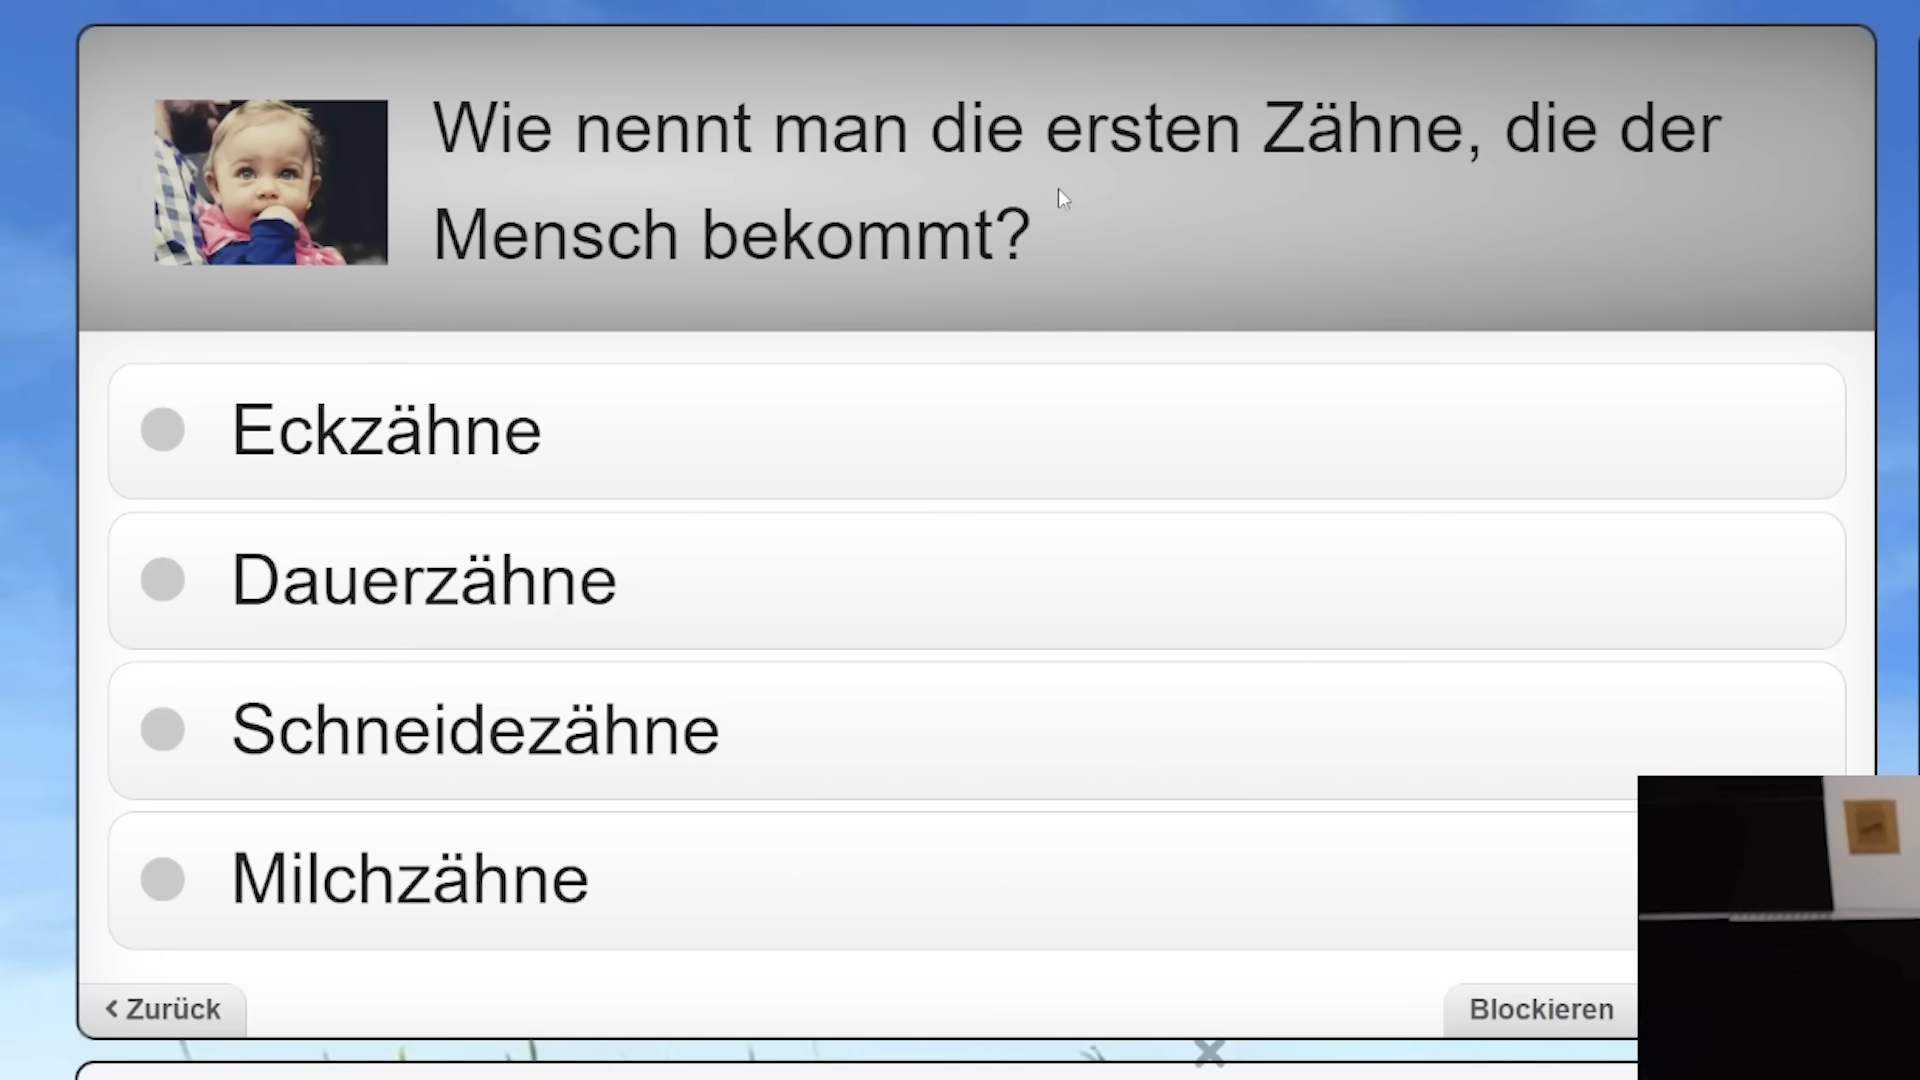 Wie nennt man die ersten Zähne, die der
Mensch bekommt?
Eckzähne
Dauerzähne
Schneidezähne
Milchzähne
Zurück
Blockieren